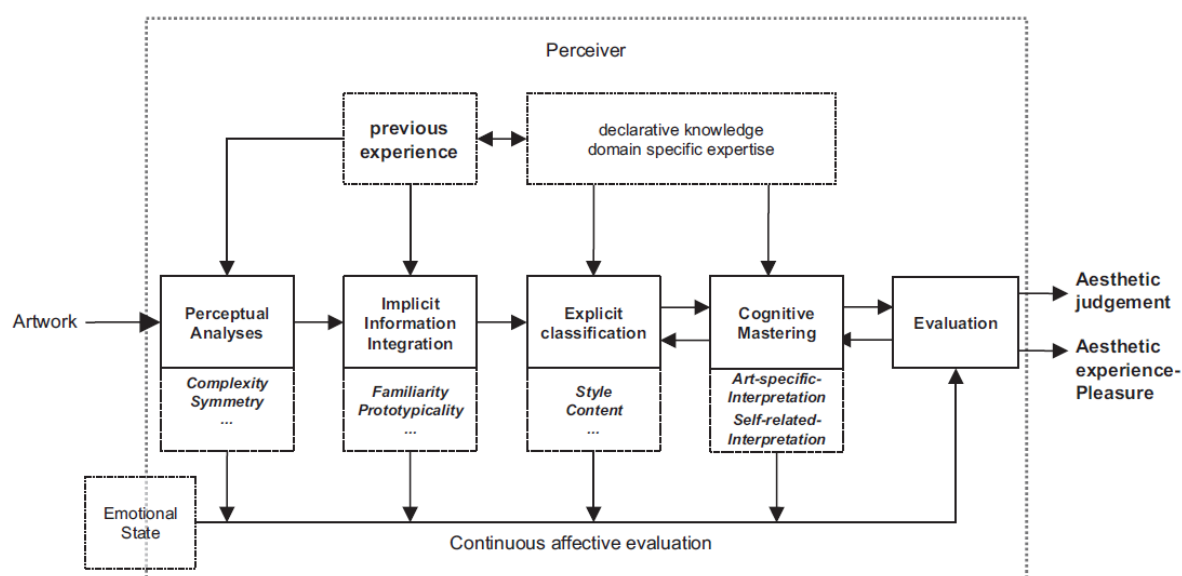 Perceiver
previous
experience
declarative knowledge
domain specific expertise
Artwork
Perceptual
Analyses
Complexity
Symmetry
...
Implicit
Information
Integration
Familiarity
Prototypicality
...
Explicit
classification
Style
Content
...
Cognitive
Mastering
Art-specific-
Interpretation
Self-related-
Interpretation
Evaluation
Aesthetic
judgement
Aesthetic
experience-
Pleasure
Emotional
State
Continuous affective evaluation